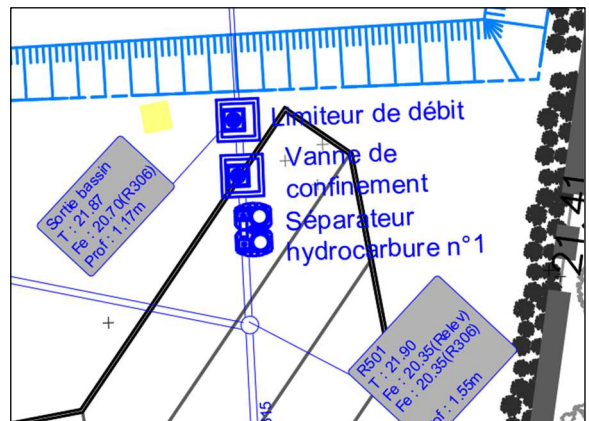 Limiteur de débit
Vanne de
confinement
Séparateur
hydrocarbure n°1
Sortie bassin
T : 21.87
Fe : 20.70(R306)
Prof : 1.17m
R501
T : 21.90
Fe : 20.35(Relev)
Fe : 20.35(R306)
of : 1.55m
21.41